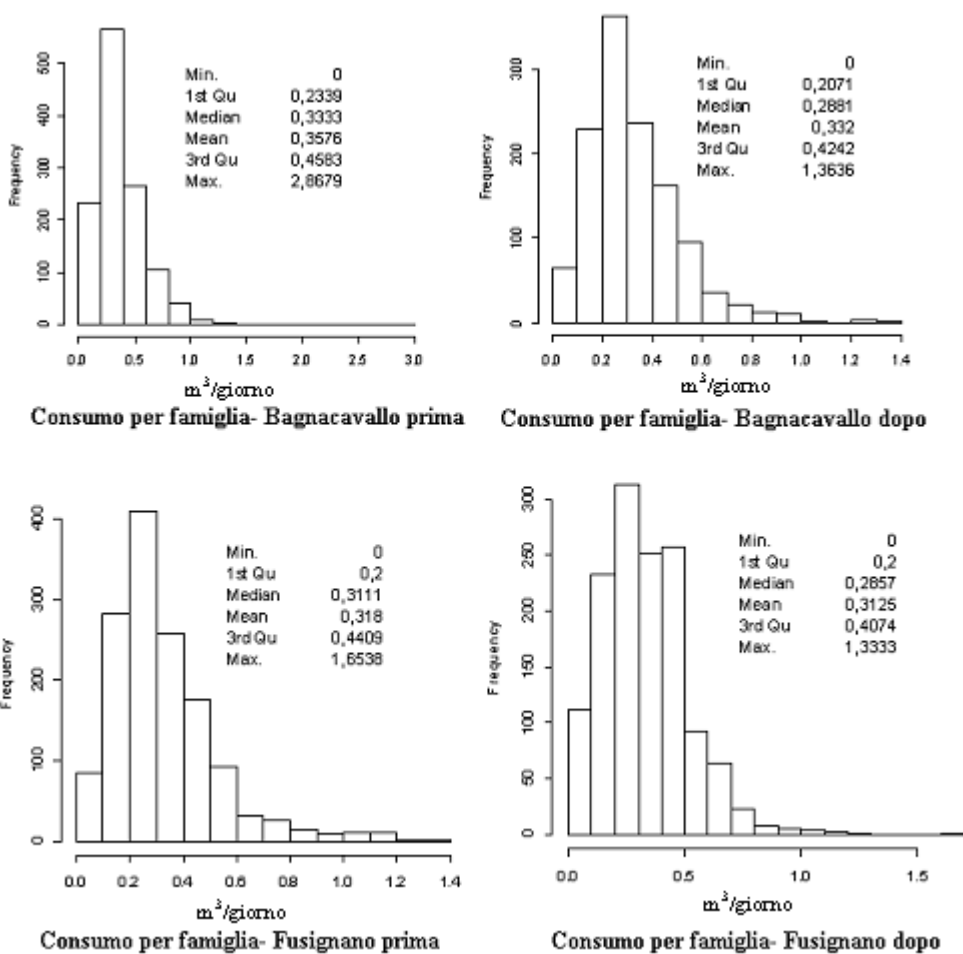 Frequency
0 100 200 300 400 500
Min. 0
1st Qu 0,2339
Median 0,3333
Mean 0,3576
3rd Qu 0,4583
Max. 2,8679
0.0 0.5 1.0 1.5 2.0 2.5 3.0
m³/giorno
Consumo per famiglia- Bagnacavallo prima
Frequency
0 100 200 300
Min. 0
1st Qu 0,2071
Median 0,2881
Mean 0,332
3rd Qu 0,4242
Max. 1,3636
0.0 0.2 0.4 0.6 0.8 1.0 1.2 1.4
m³/giorno
Consumo per famiglia- Bagnacavallo dopo
Frequency
0 100 200 300 400
Min. 0
1st Qu 0,2
Median 0,3111
Mean 0,318
3rd Qu 0,4409
Max. 1,6538
0.0 0.2 0.4 0.6 0.8 1.0 1.2 1.4
m³/giorno
Consumo per famiglia- Fusignano prima
Frequency
0 50 100 150 200 250 300
Min. 0
1st Qu 0,2
Median 0,2857
Mean 0,3125
3rd Qu 0,4074
Max. 1,3333
0.0 0.5 1.0 1.5
m³/giorno
Consumo per famiglia- Fusignano dopo